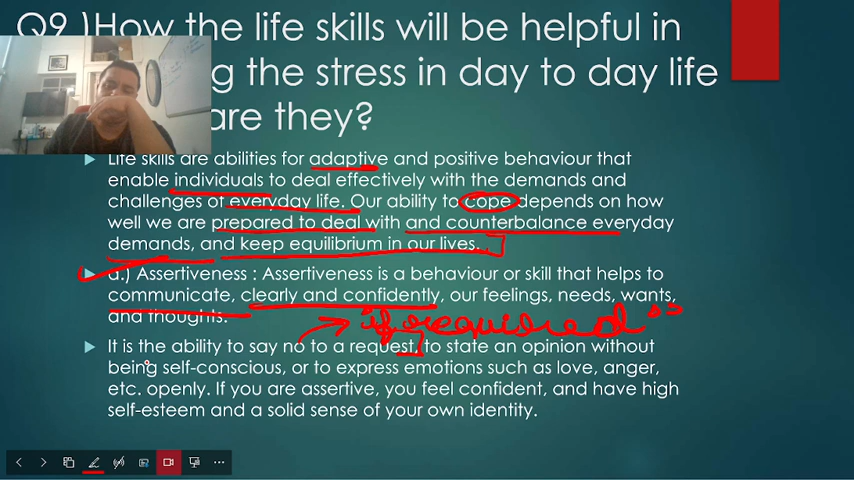 Q9 )How the life skills will be helpful in
g the stress in day to day life
are they?
Life skills are abilities for adaptive and positive behaviour that
enable individuals to deal effectively with the demands and
challenges of everyday life. Our ability to cope depends on how
well we are prepared to deal with and counterbalance everyday
demands, and keep equilibrium in our lives.
a.) Assertiveness : Assertiveness is a behaviour or skill that helps to
communicate, clearly and confidently, our feelings, needs, wants,
and thoughts.
"if required"
It is the ability to say no to a request, to state an opinion without
being self-conscious, or to express emotions such as love, anger,
etc. openly. If you are assertive, you feel confident, and have high
self-esteem and a solid sense of your own identity.